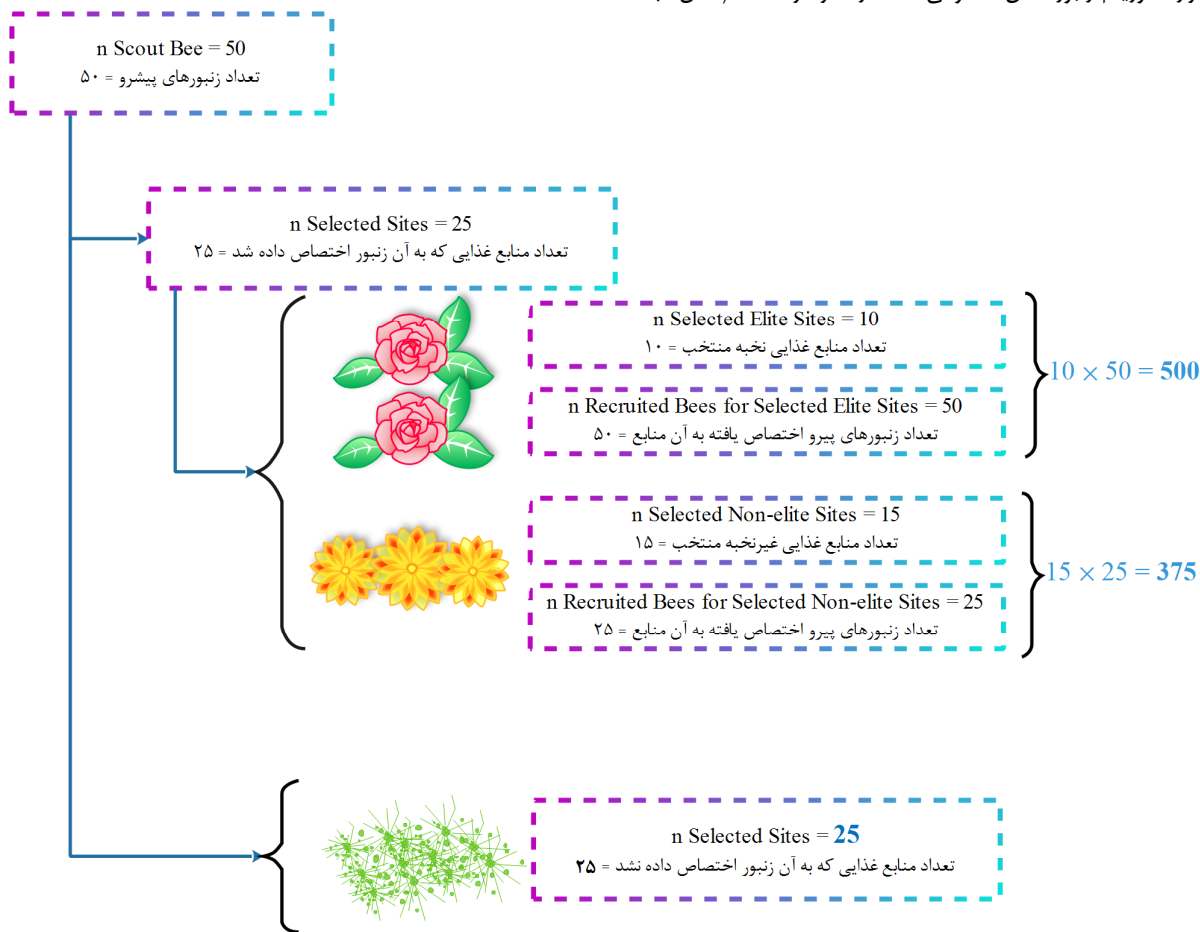 n Scout Bee = 50
تعداد زنبورهای پیشرو = ۵۰
n Selected Sites = 25
تعداد منابع غذایی که به آن زنبور اختصاص داده شد = ۲۵
n Selected Elite Sites = 10
تعداد منابع غذایی نخبه منتخب = ۱۰
n Recruited Bees for Selected Elite Sites = 50
تعداد زنبورهای پیرو اختصاص یافته به آن منابع = ۵۰
10 × 50 = 500
n Selected Non-elite Sites = 15
تعداد منابع غذایی غیرنخبه منتخب = ۱۵
n Recruited Bees for Selected Non-elite Sites = 25
تعداد زنبورهای پیرو اختصاص یافته به آن منابع = ۲۵
15 × 25 = 375
n Selected Sites = 25
تعداد منابع غذایی که به آن زنبور اختصاص داده نشد = ۲۵